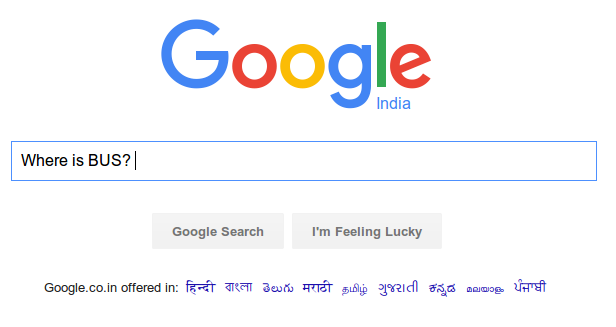 Google
India
Where is BUS?
Google Search I'm Feeling Lucky
Google.co.in offered in: हिन्दी বাংলা తెలుగు मराठी தமிழ் ગુજરાતી ಕನ್ನಡ മലയാളം ਪੰਜਾਬੀ